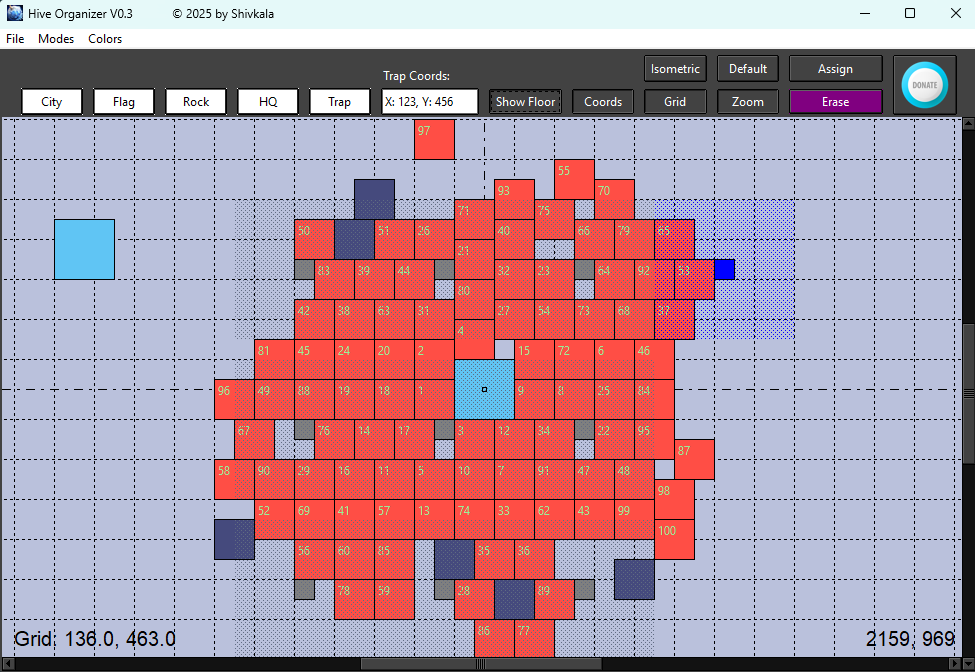 Hive Organizer V0.3 © 2025 by Shivkala
File Modes Colors
Isometric Default Assign
Trap Coords:
DONATE
City Flag Rock HQ Trap X: 123, Y: 456 Show Floor Coords Grid Zoom Erase
97
55
93 70
71 75
50 51 26 40 66 79 65
21
83 39 44 32 23 64 92 53
80
42 38 63 31 27 54 73 68 37
4
81 45 24 20 2 15 72 6 46
96 49 88 19 18 1 9 8 25 84
67 76 14 17 3 12 34 22 95
87
58 90 29 16 11 5 10 7 91 47 48
98
52 69 41 57 13 74 33 62 43 99
100
56 60 85 35 36
78 59 28 89
86 77
Grid: 136.0, 463.0 2159, 969